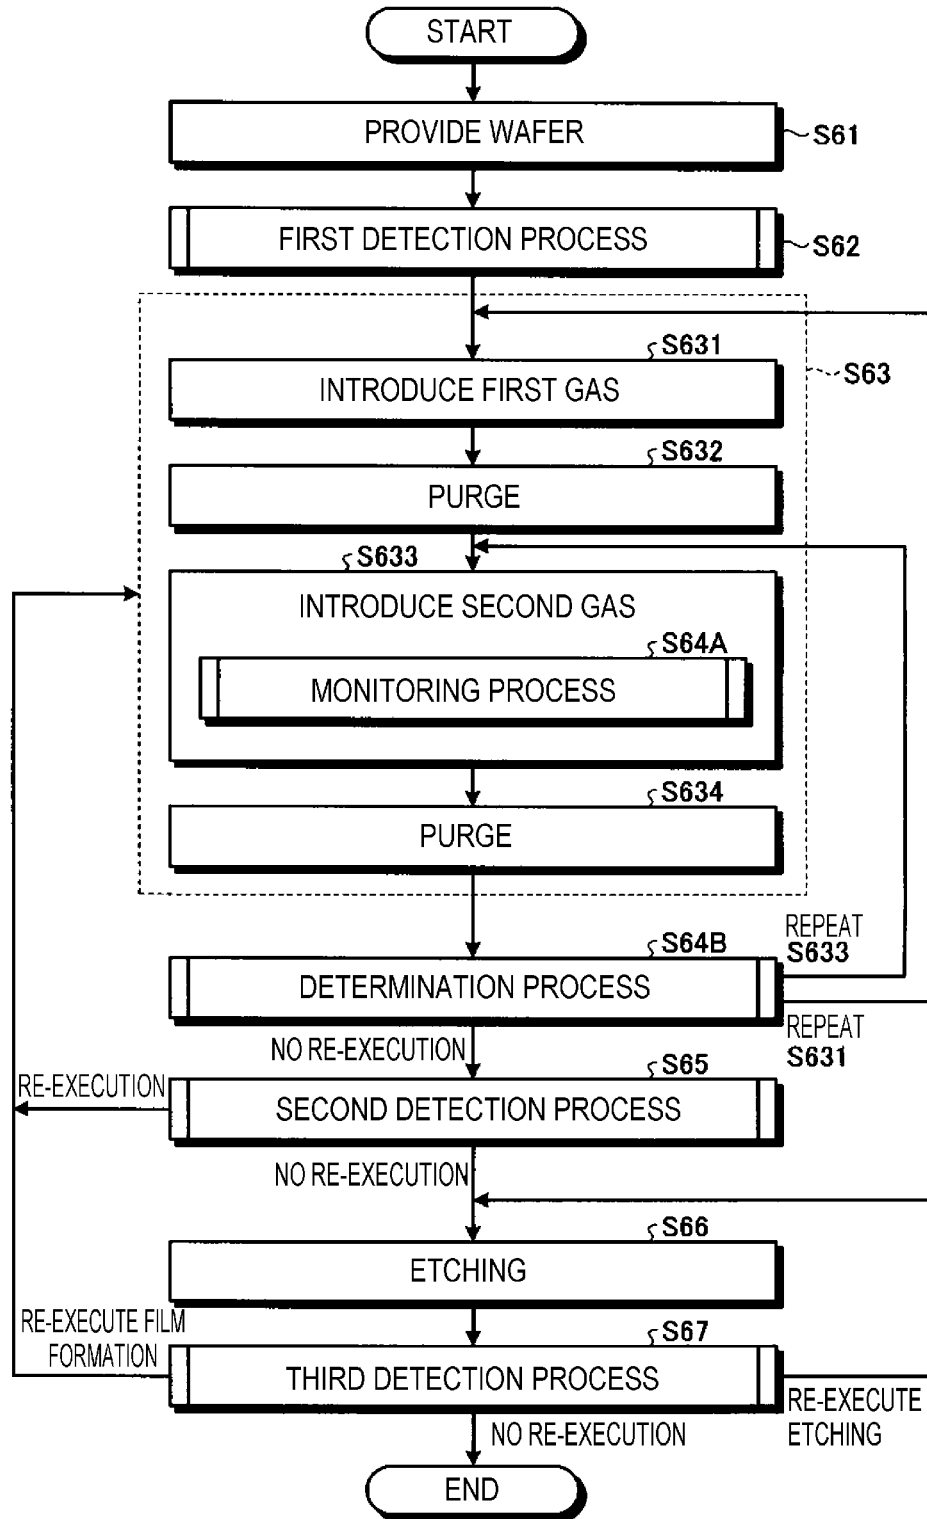 START
PROVIDE WAFER
S61
FIRST DETECTION PROCESS
S62
S631
S63
INTRODUCE FIRST GAS
S632
PURGE
S633
INTRODUCE SECOND GAS
S64A
MONITORING PROCESS
S634
PURGE
REPEAT
S633
S64B
DETERMINATION PROCESS
REPEAT
S631
NO RE-EXECUTION
S65
RE-EXECUTION
SECOND DETECTION PROCESS
NO RE-EXECUTION
S66
ETCHING
RE-EXECUTE FILM
FORMATION
S67
THIRD DETECTION PROCESS
RE-EXECUTE
ETCHING
NO RE-EXECUTION
END